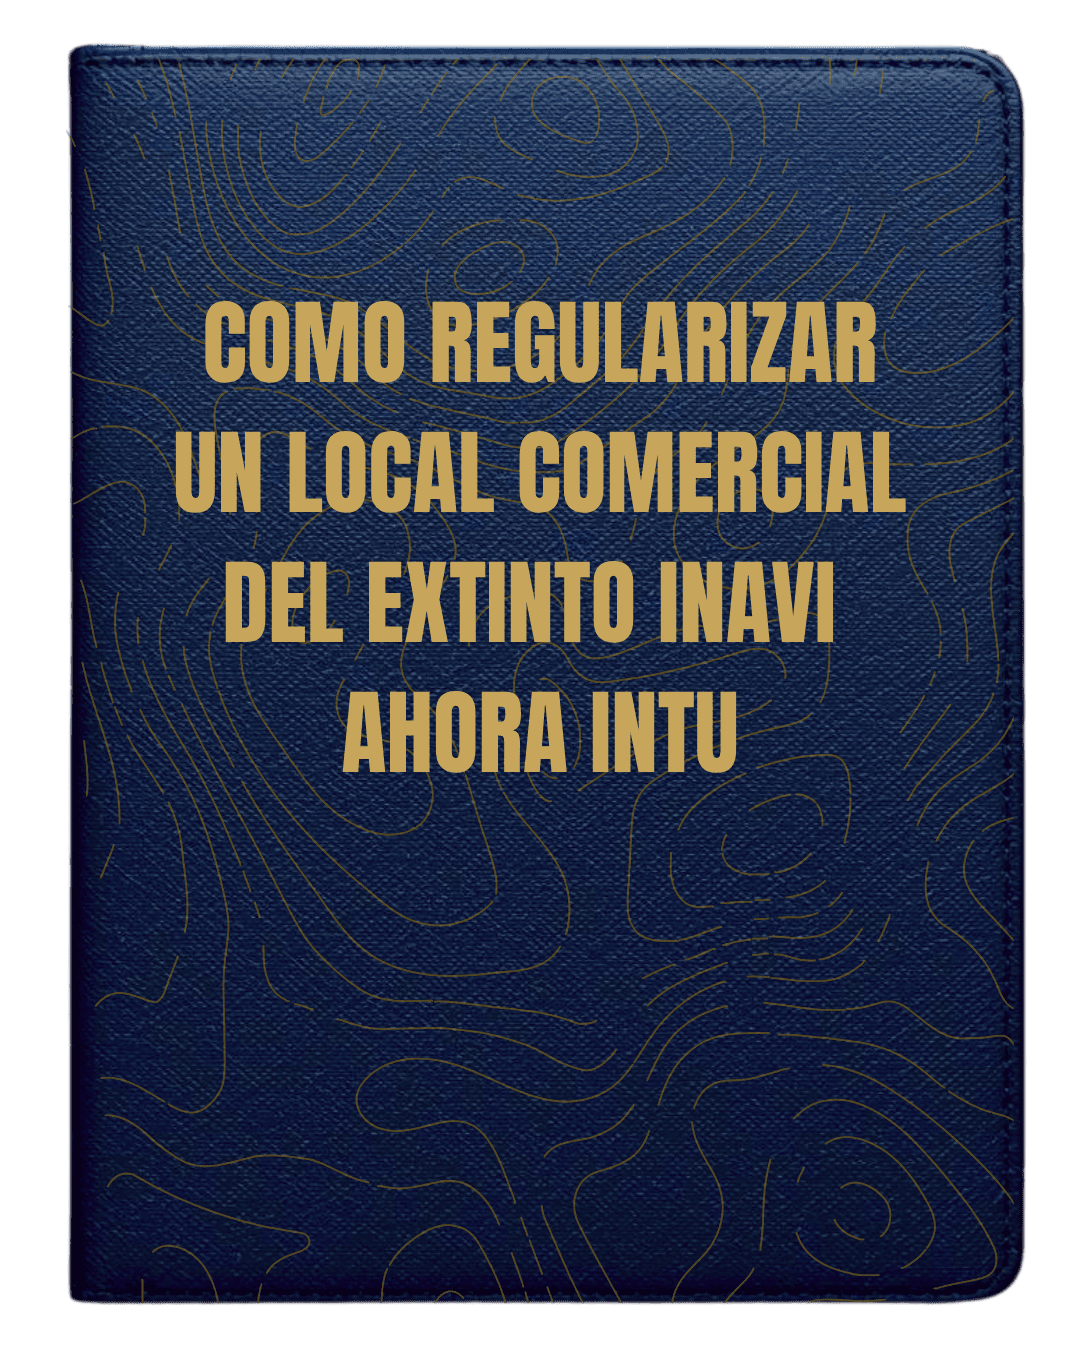 COMO REGULARIZAR
UN LOCAL COMERCIAL
DEL EXTINTO INAVI
AHORA INTU